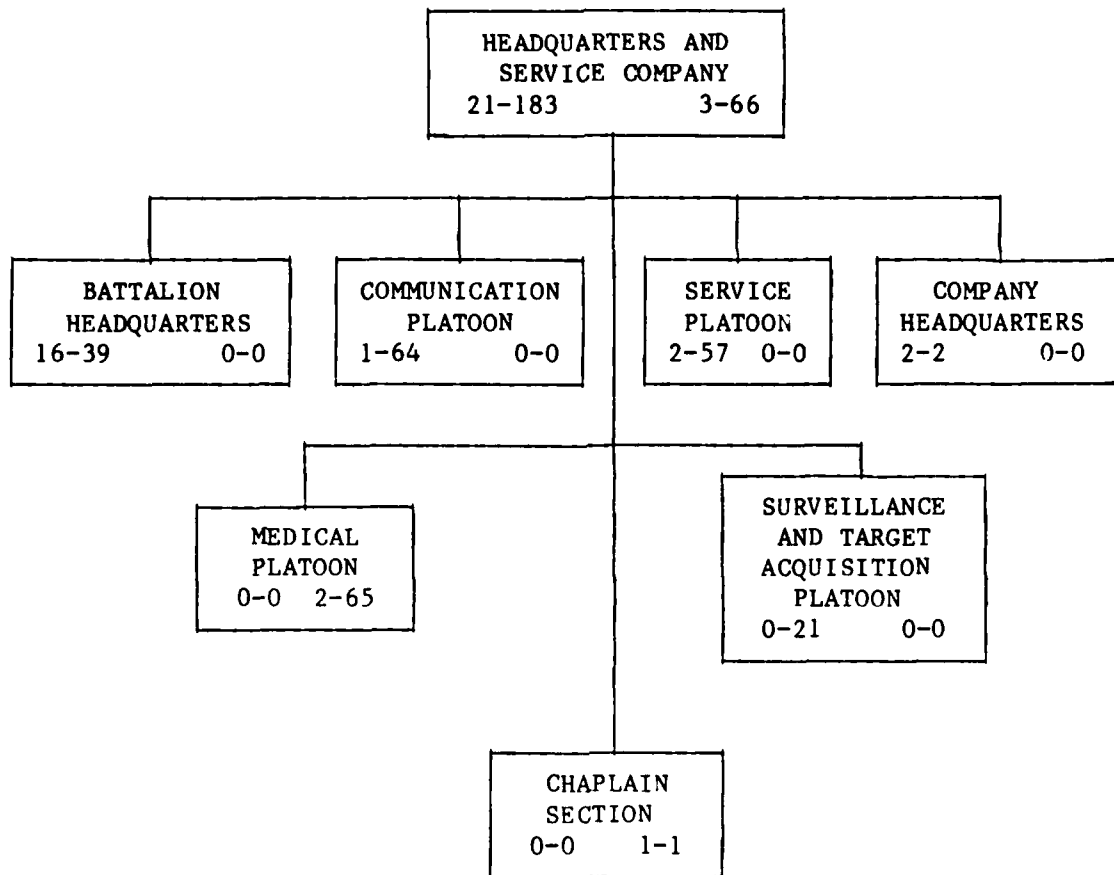 HEADQUARTERS AND
SERVICE COMPANY
21-183 3-66
BATTALION
HEADQUARTERS
16-39 0-0
COMMUNICATION
PLATOON
1-64 0-0
SERVICE
PLATOON
2-57 0-0
COMPANY
HEADQUARTERS
2-2 0-0
MEDICAL
PLATOON
0-0 2-65
SURVEILLANCE
AND TARGET
ACQUISITION
PLATOON
0-21 0-0
CHAPLAIN
SECTION
0-0 1-1